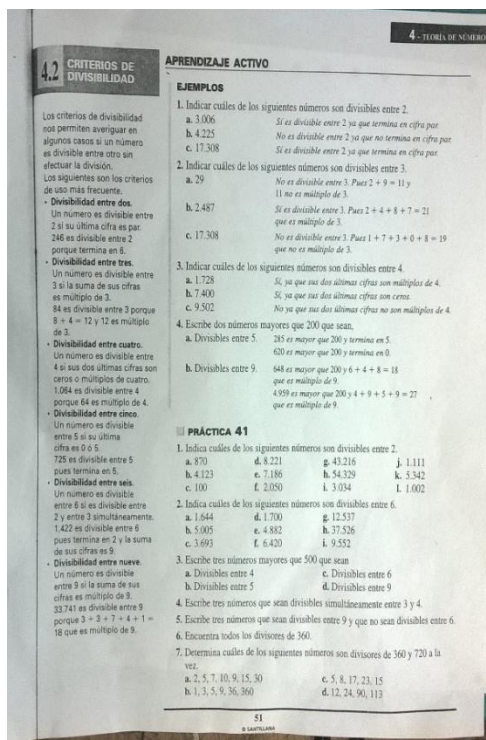 4 - TEORÍA DE NÚMERO
4.2 CRITERIOS DE
DIVISIBILIDAD
Los criterios de divisibilidad
nos permiten averiguar en
algunos casos si un número
es divisible entre otro sin
efectuar la división.
Los siguientes son los criterios
de uso más frecuente.
• Divisibilidad entre dos.
Un número es divisible entre
2 si su última cifra es par.
246 es divisible entre 2
porque termina en 6.
• Divisibilidad entre tres.
Un número es divisible entre
3 si la suma de sus cifras
es múltiplo de 3.
84 es divisible entre 3 porque
8 + 4 = 12 y 12 es múltiplo
de 3.
• Divisibilidad entre cuatro.
Un número es divisible entre
4 si sus dos últimas cifras son
ceros o múltiplos de cuatro.
1.064 es divisible entre 4
porque 64 es múltiplo de 4.
• Divisibilidad entre cinco.
Un número es divisible
entre 5 si su última
cifra es 0 ó 5.
725 es divisible entre 5
pues termina en 5.
• Divisibilidad entre seis.
Un número es divisible
entre 6 si es divisible entre
2 y entre 3 simultáneamente.
1.422 es divisible entre 6
pues termina en 2 y la suma
de sus cifras es 9.
• Divisibilidad entre nueve.
Un número es divisible
entre 9 si la suma de sus
cifras es múltiplo de 9.
33.741 es divisible entre 9
porque 3 + 3 + 7 + 4 + 1 =
18 que es múltiplo de 9.
APRENDIZAJE ACTIVO
EJEMPLOS
1. Indicar cuáles de los siguientes números son divisibles entre 2.
a. 3.006 Sí es divisible entre 2 ya que termina en cifra par.
b. 4.225 No es divisible entre 2 ya que no termina en cifra par.
c. 17.308 Sí es divisible entre 2 ya que termina en cifra par.
2. Indicar cuáles de los siguientes números son divisibles entre 3.
a. 29 No es divisible entre 3. Pues 2 + 9 = 11 y
11 no es múltiplo de 3.
b. 2.487 Sí es divisible entre 3. Pues 2 + 4 + 8 + 7 = 21
que es múltiplo de 3.
c. 17.308 No es divisible entre 3. Pues 1 + 7 + 3 + 0 + 8 = 19
que no es múltiplo de 3.
3. Indicar cuáles de los siguientes números son divisibles entre 4.
a. 1.728 Sí, ya que sus dos últimas cifras son múltiplos de 4.
b. 7.400 Sí, ya que sus dos últimas cifras son ceros.
c. 9.502 No ya que sus dos últimas cifras no son múltiplos de 4.
4. Escribe dos números mayores que 200 que sean,
a. Divisibles entre 5. 285 es mayor que 200 y termina en 5.
620 es mayor que 200 y termina en 0.
b. Divisibles entre 9. 648 es mayor que 200 y 6 + 4 + 8 = 18
que es múltiplo de 9.
4.959 es mayor que 200 y 4 + 9 + 5 + 9 = 27
que es múltiplo de 9.
PRÁCTICA 41
1. Indica cuáles de los siguientes números son divisibles entre 2.
a. 870 d. 8.221 g. 43.216 j. 1.111
b. 4.123 e. 7.186 h. 54.329 k. 5.342
c. 100 f. 2.050 i. 3.034 l. 1.002
2. Indica cuáles de los siguientes números son divisibles entre 6.
a. 1.644 d. 1.700 g. 12.537
b. 5.005 e. 4.882 h. 37.526
c. 3.693 f. 6.420 i. 9.552
3. Escribe tres números mayores que 500 que sean
a. Divisibles entre 4 c. Divisibles entre 6
b. Divisibles entre 5 d. Divisibles entre 9
4. Escribe tres números que sean divisibles simultáneamente entre 3 y 4.
5. Escribe tres números que sean divisibles entre 9 y que no sean divisibles entre 6.
6. Encuentra todos los divisores de 360.
7. Determina cuáles de los siguientes números son divisores de 360 y 720 a la
vez.
a. 2, 5, 7, 10, 9, 15, 30 c. 5, 8, 17, 23, 15
b. 1, 3, 5, 9, 36, 360 d. 12, 24, 90, 113
51
© SANTILLANA